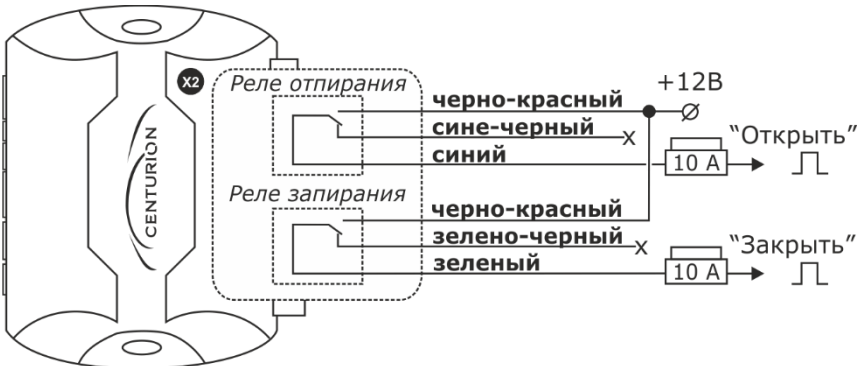 X2
CENTURION
Реле отпирания
черно-красный
+12В
сине-черный
x
"Открыть"
синий
10 А
Реле запирания
черно-красный
зелено-черный
x
"Закрыть"
зеленый
10 А